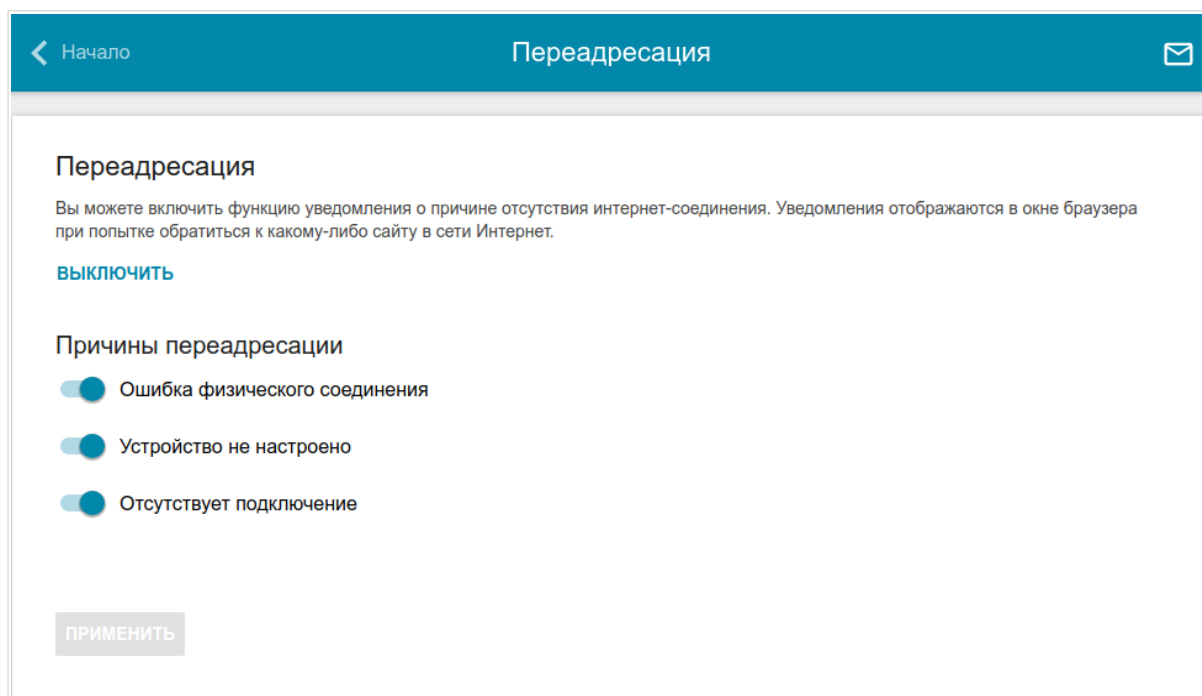 Начало
Переадресация
Переадресация
Вы можете включить функцию уведомления о причине отсутствия интернет-соединения. Уведомления отображаются в окне браузера
при попытке обратиться к какому-либо сайту в сети Интернет.
ВЫКЛЮЧИТЬ
Причины переадресации
Ошибка физического соединения
Устройство не настроено
Отсутствует подключение
ПРИМЕНИТЬ